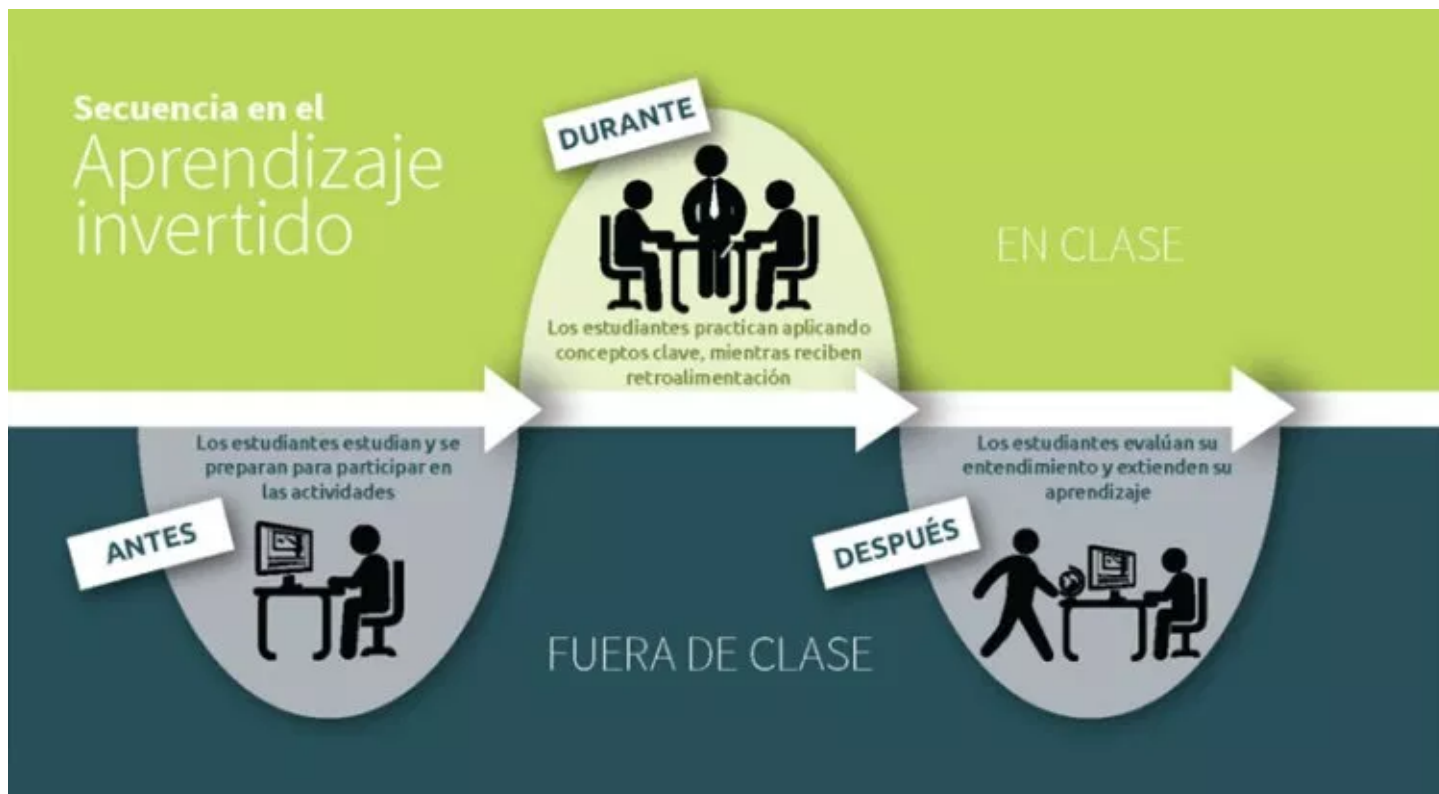 Secuencia en el
Aprendizaje
invertido
DURANTE
Los estudiantes practican aplicando
conceptos clave, mientras reciben
retroalimentación
EN CLASE
Los estudiantes estudian y se
preparan para participar en
las actividades
ANTES
FUERA DE CLASE
Los estudiantes evalúan su
entendimiento y extienden su
aprendizaje
DESPUÉS